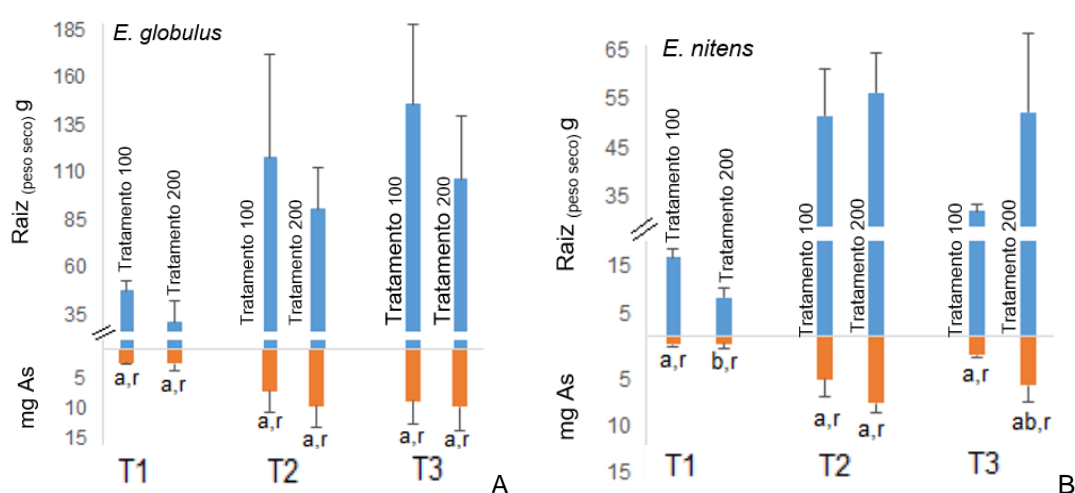 E. globulus
Raiz (peso seco) g
185
160
135
110
85
60
35
mg As
5
10
15
Tratamento 100
Tratamento 200
Tratamento 100
Tratamento 200
Tratamento 100
Tratamento 200
a,r
a,r
a,r
a,r
a,r
a,r
T1
T2
T3
A
E. nitens
Raiz (peso seco) g
65
55
45
35
15
5
mg As
5
10
15
Tratamento 100
Tratamento 200
Tratamento 100
Tratamento 200
Tratamento 100
Tratamento 200
a,r
b,r
a,r
a,r
a,r
ab,r
T1
T2
T3
B